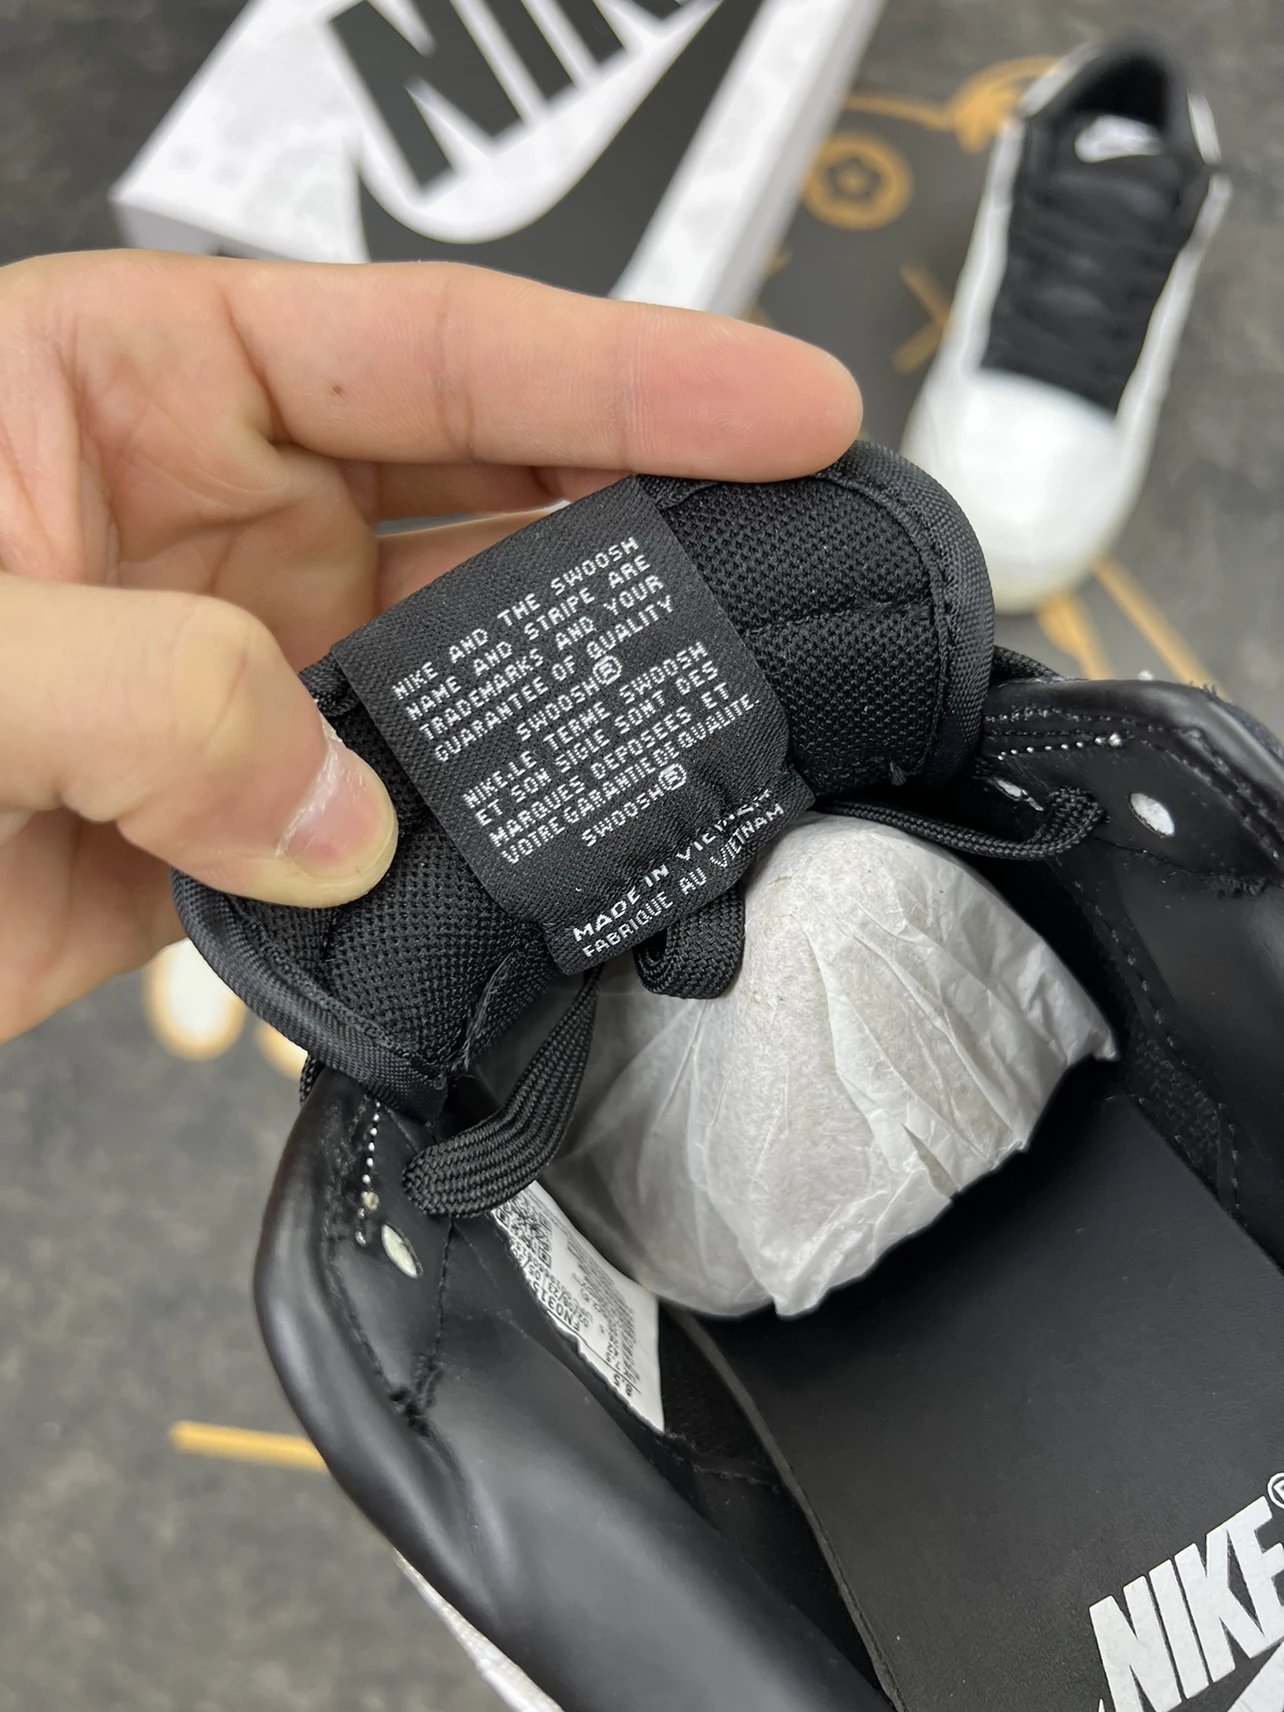 NIKE AND THE SWOOSH
NAME AND STRIPE ARE
TRADEMARKS AND YOUR
GUARANTEE OF QUALITY
SWOOSH®
NIKE.LE TERME SWOOSH
ET SON SIGLE SONT DES
MARQUES DEPOSEES ET
VOTRE GARANTIE DE QUALITE
SWOOSH®
MADE IN VIETNAM
FABRIQUE AU VIETNAM
NIKE®